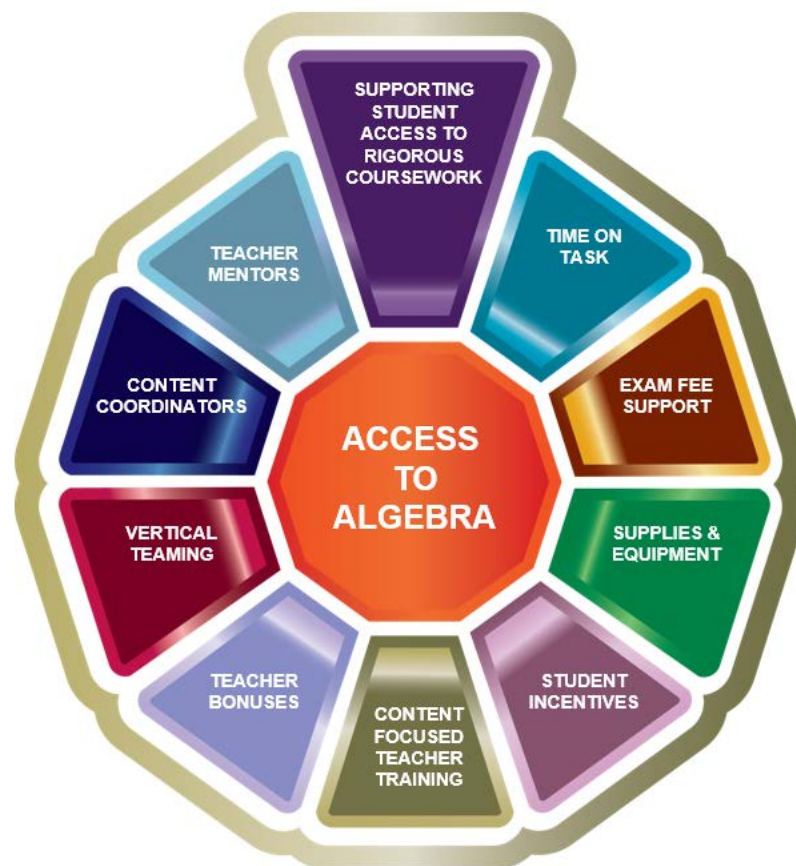 SUPPORTING
STUDENT
ACCESS TO
RIGOROUS
COURSEWORK
TIME ON
TASK
EXAM FEE
SUPPORT
SUPPLIES &
EQUIPMENT
STUDENT
INCENTIVES
CONTENT
FOCUSED
TEACHER
TRAINING
TEACHER
BONUSES
VERTICAL
TEAMING
CONTENT
COORDINATORS
TEACHER
MENTORS
ACCESS
TO
ALGEBRA